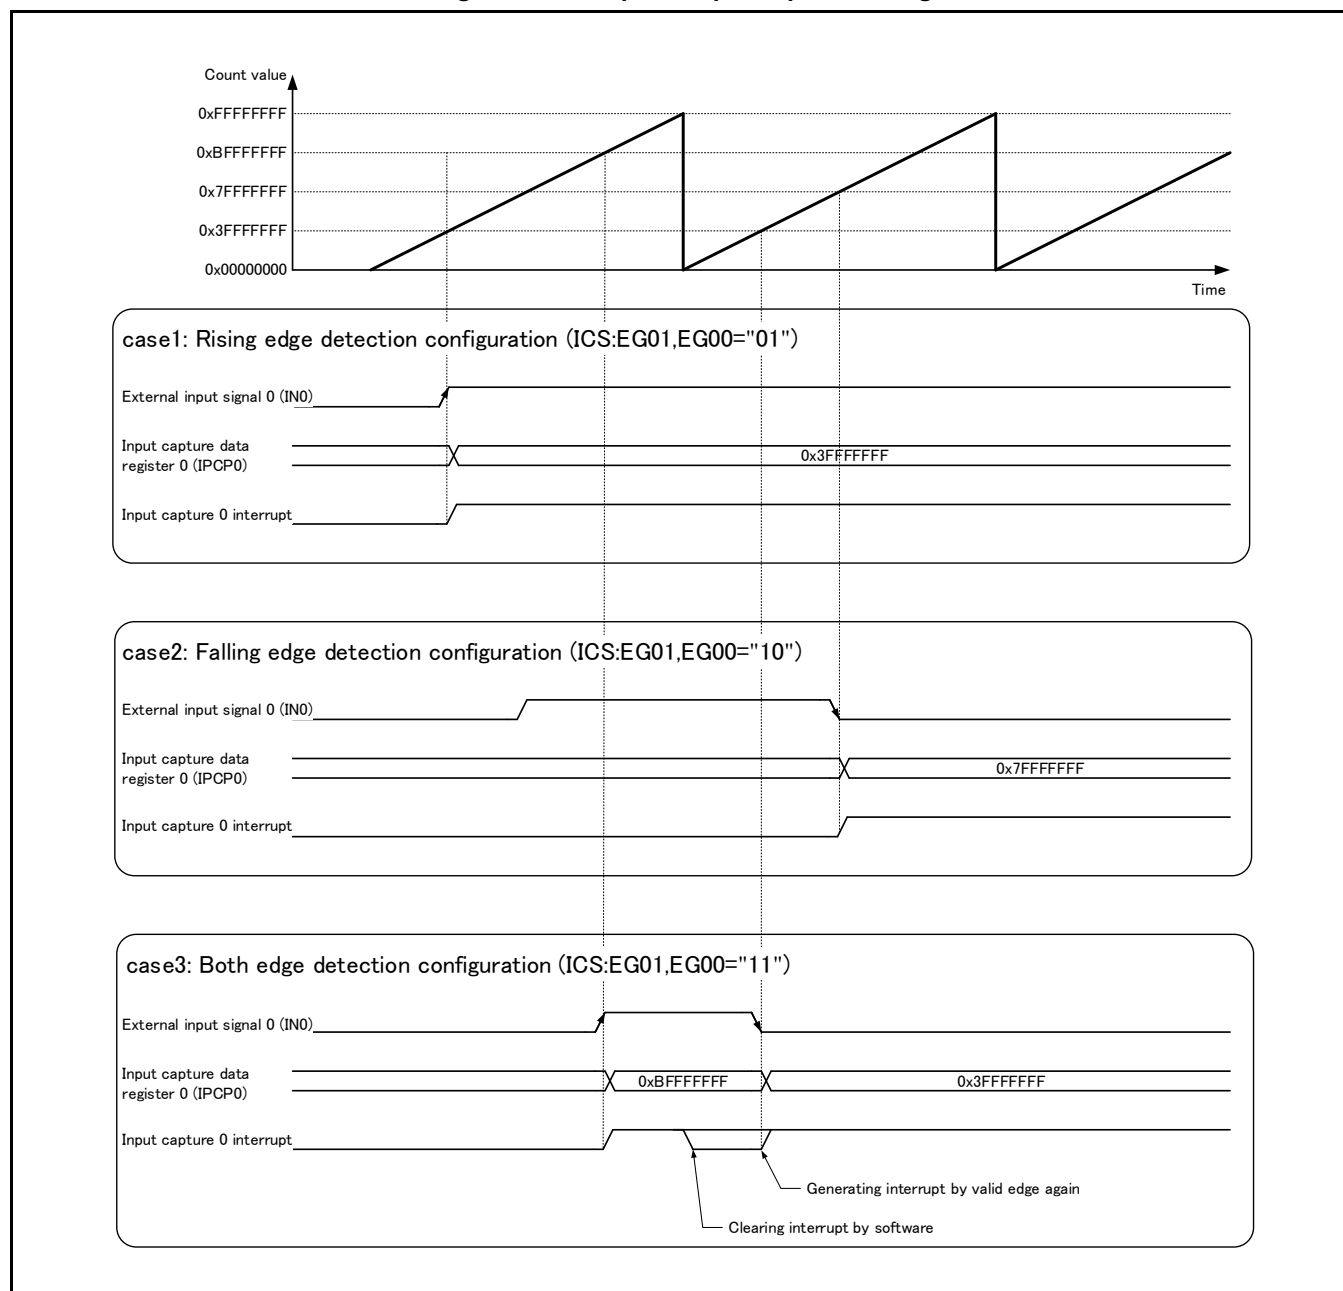 Count value
0xFFFFFFFF
0xBFFFFFFF
0x7FFFFFFF
0x3FFFFFFF
0x00000000
Time
case1: Rising edge detection configuration (ICS:EG01,EG00="01")
External input signal 0 (IN0)
Input capture data
register 0 (IPCP0)
0x3FFFFFFF
Input capture 0 interrupt
case2: Falling edge detection configuration (ICS:EG01,EG00="10")
External input signal 0 (IN0)
Input capture data
register 0 (IPCP0)
0x7FFFFFFF
Input capture 0 interrupt
case3: Both edge detection configuration (ICS:EG01,EG00="11")
External input signal 0 (IN0)
Input capture data
register 0 (IPCP0)
0xBFFFFFFF
0x3FFFFFFF
Input capture 0 interrupt
Generating interrupt by valid edge again
Clearing interrupt by software